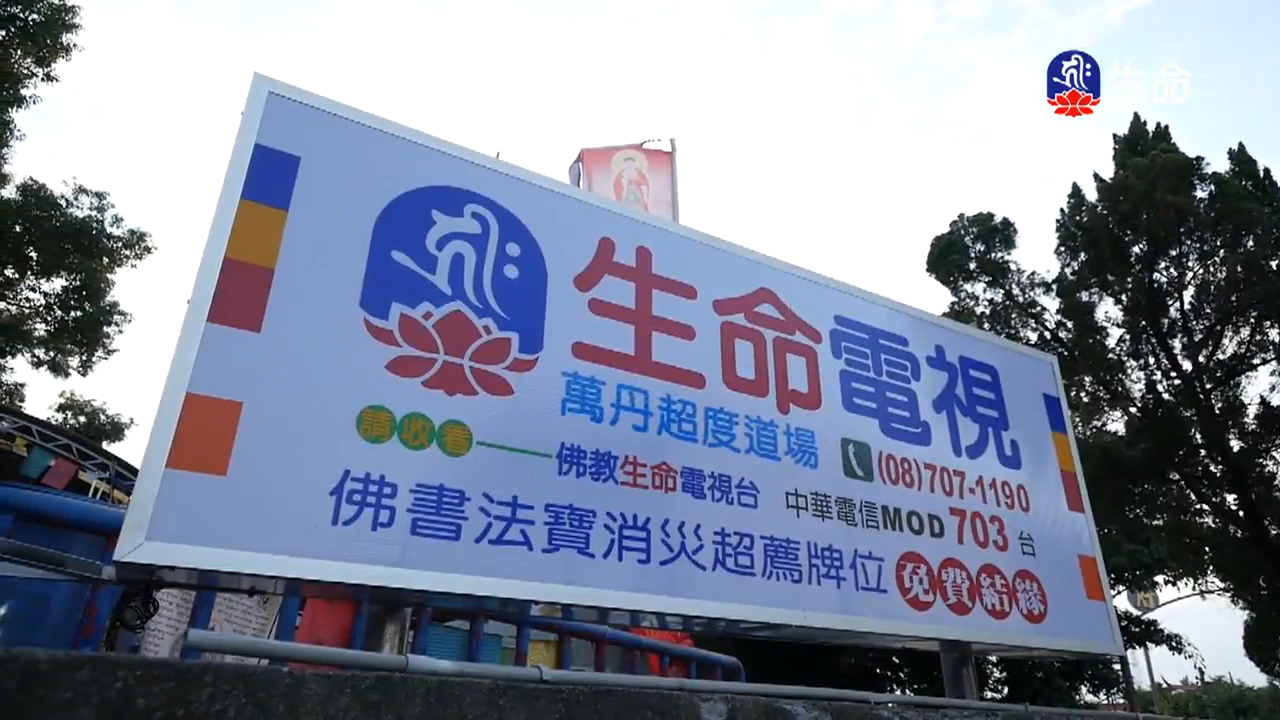 生命
生命電視
萬丹超度道場
(08)707-1190
請收看
佛教生命電視台
中華電信MOD 703 台
佛書法寶消災超薦牌位 免費結緣